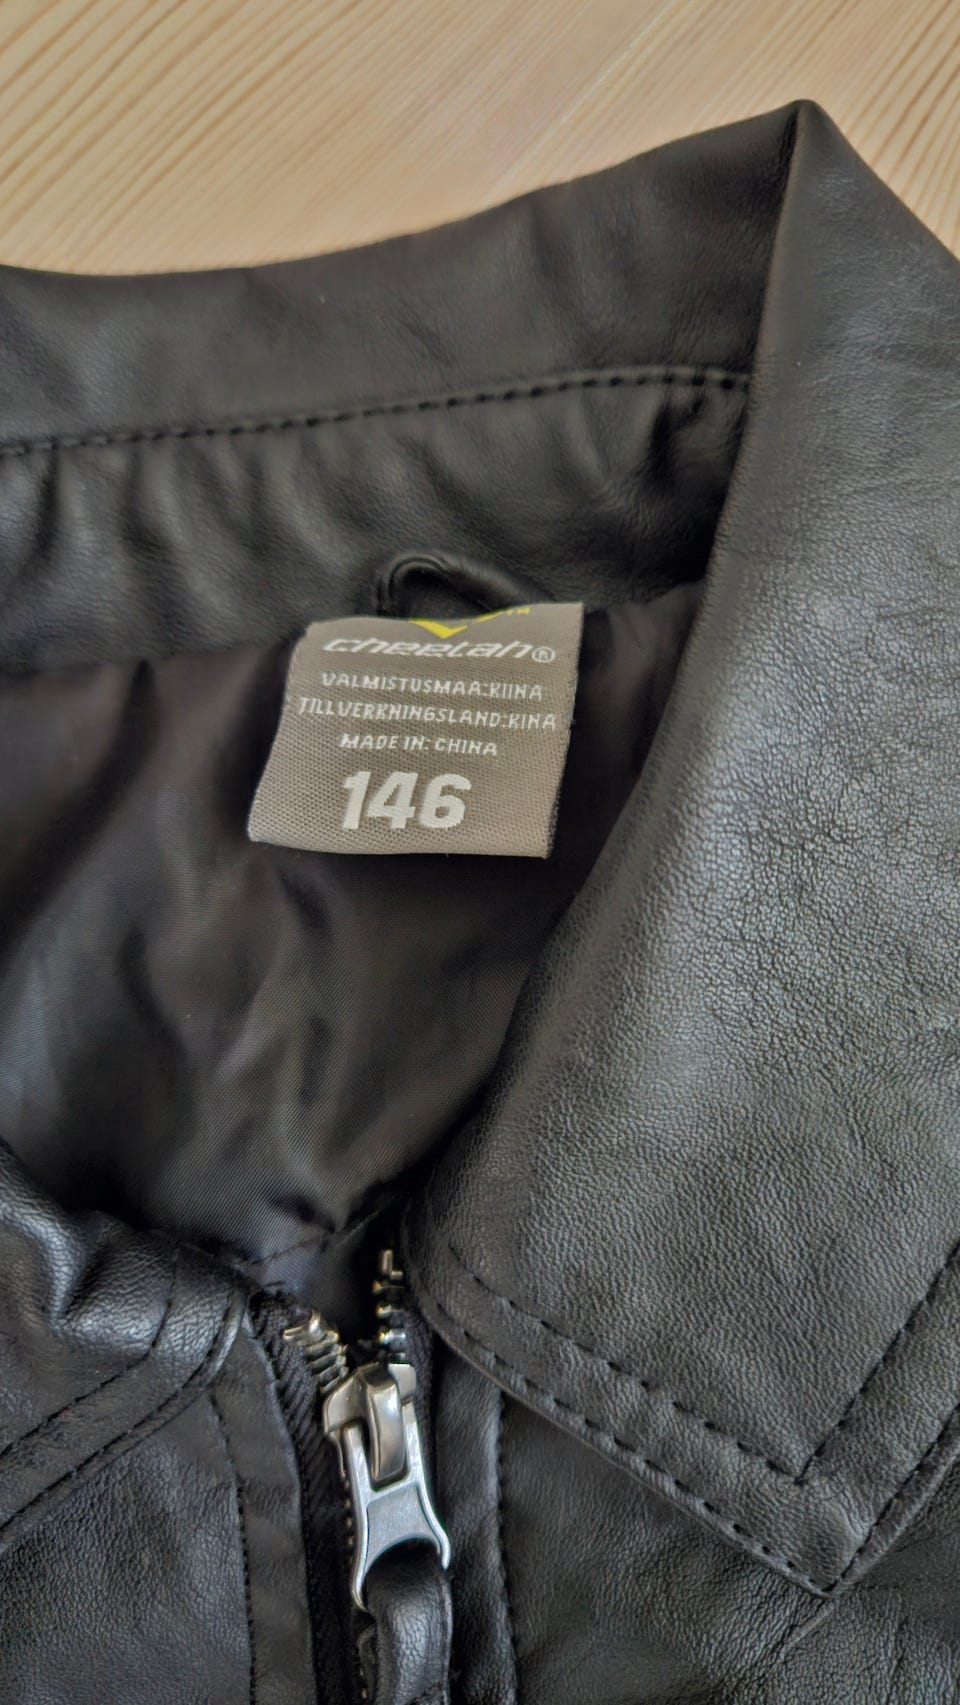 cheetah®
VALMISTUSMAA:KIINA
TILLVERKNINGSLAND:KINA
MADE IN: CHINA
146